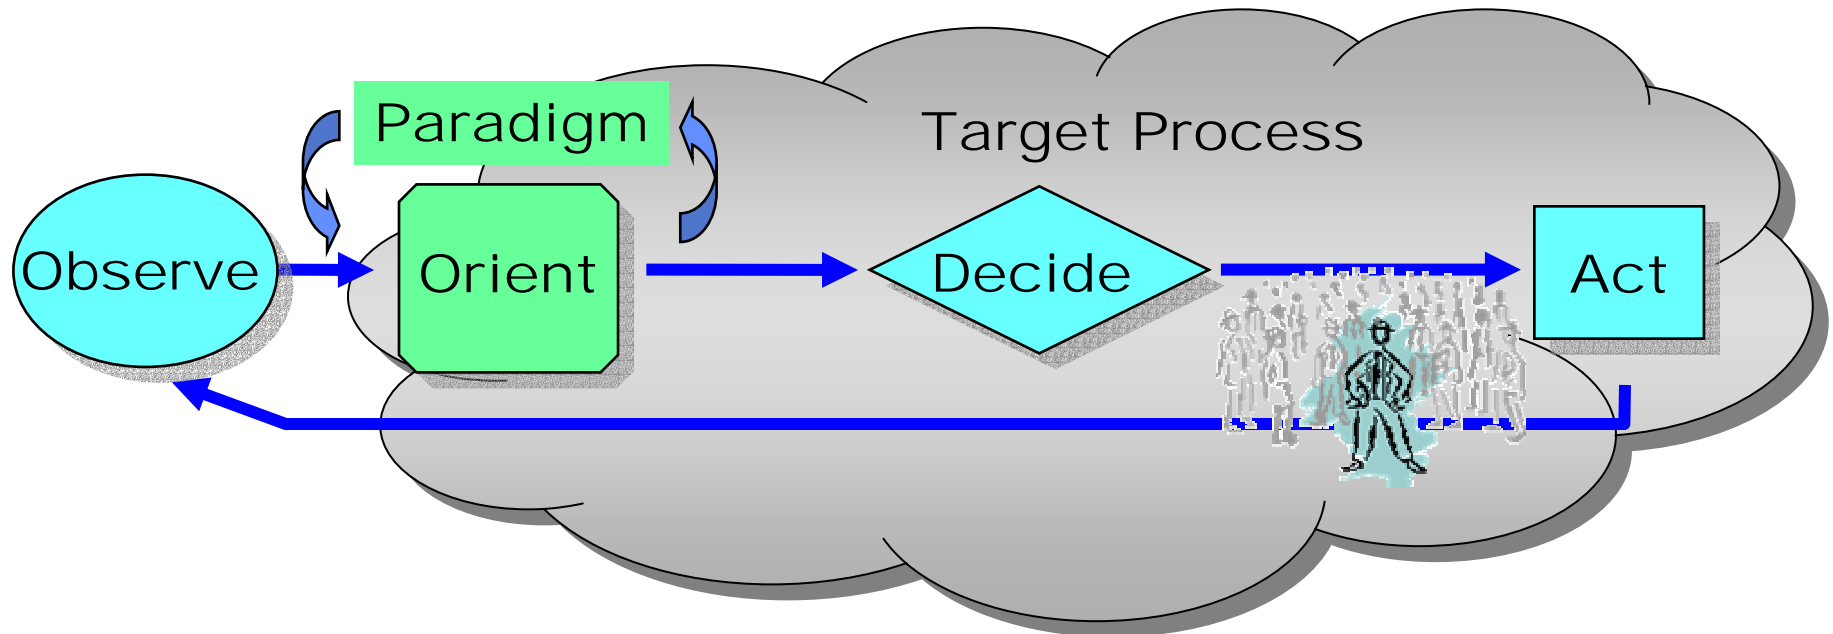 Paradigm
Target Process
Observe
Orient
Decide
Act